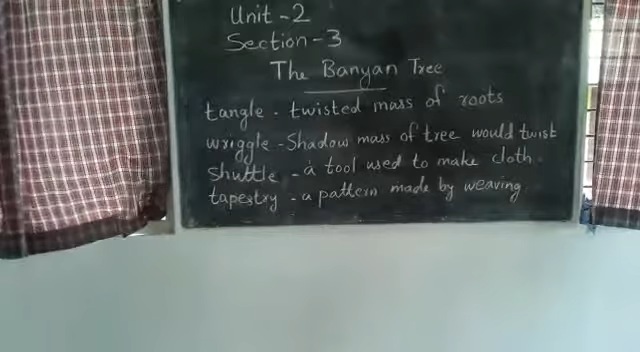 Unit - 2
Section - 3
The Banyan Tree
tangle - twisted mass of roots
wriggle - Shadow mass of tree would twist
Shuttle - a tool used to make cloth.
tapestry - a pattern made by weaving